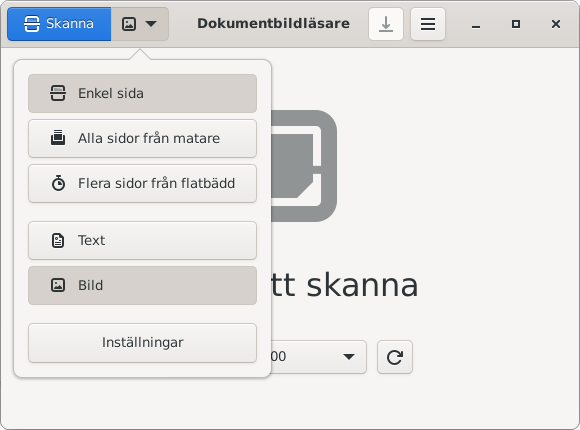 Skanna
Dokumentbildläsare
Enkel sida
Alla sidor från matare
Flera sidor från flatbädd
Text
Bild
tt skanna
Inställningar
00